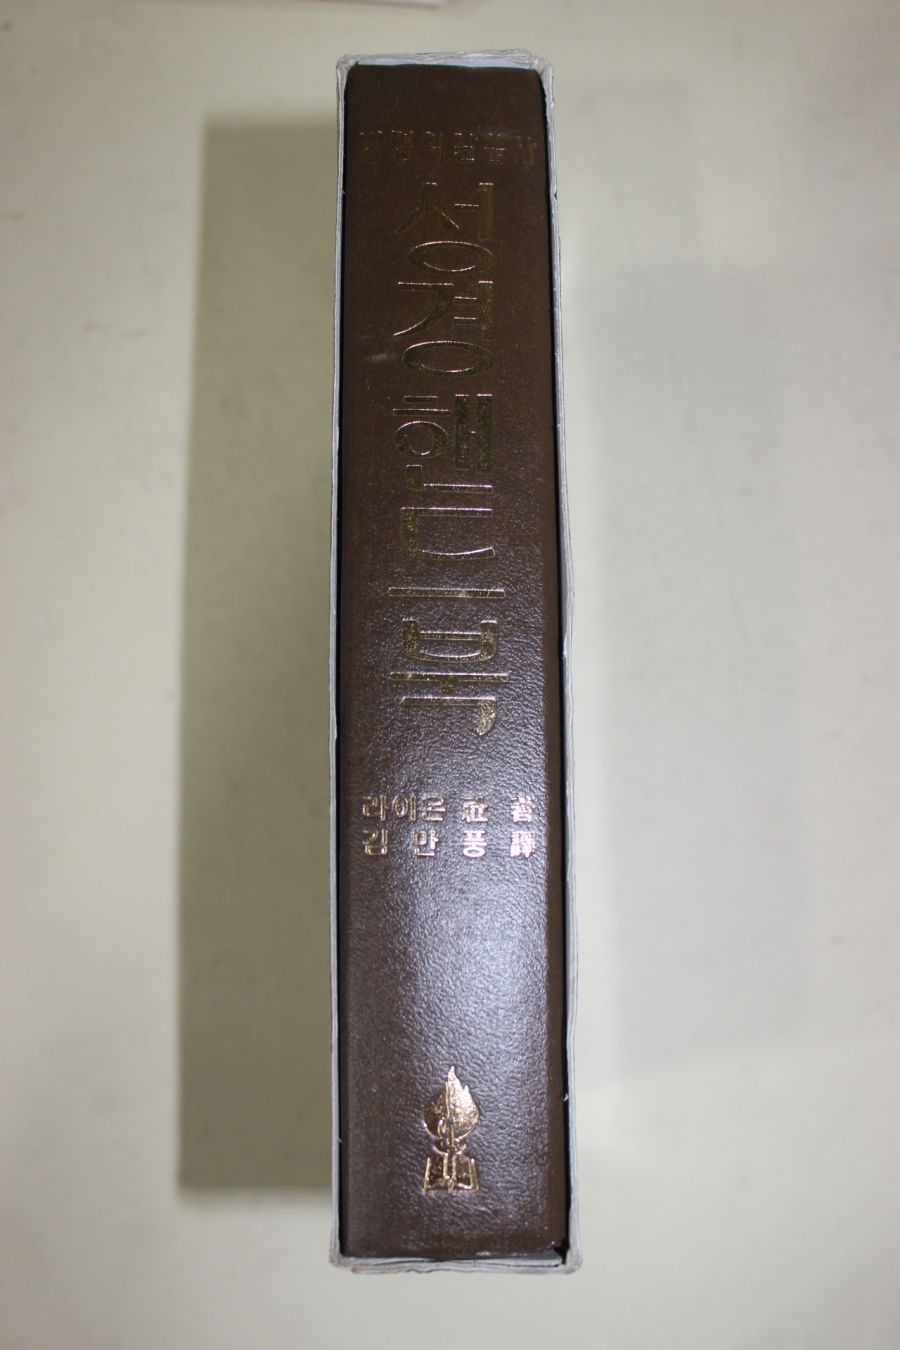 성경핸드북
라이온 社 著
김만풍 譯